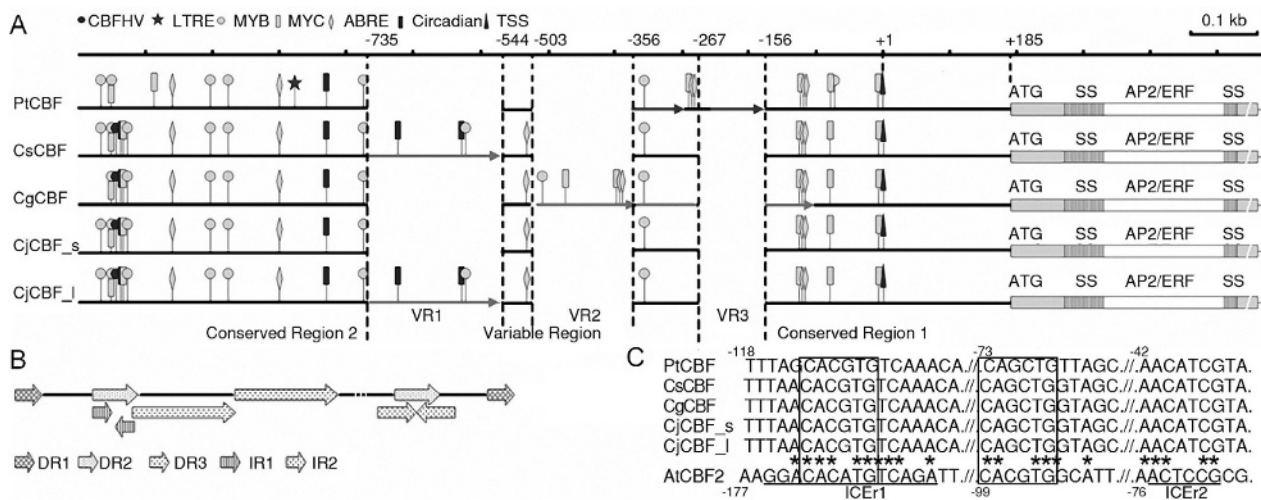 CBFHV LTRE MYB MYC ABRE Circadian TSS
0.1 kb
A
-735 -544 -503 -356 -267 -156 +1 +185
PtCBF ATG SS AP2/ERF SS
CsCBF ATG SS AP2/ERF SS
CgCBF ATG SS AP2/ERF SS
CjCBF_s ATG SS AP2/ERF SS
CjCBF_l ATG SS AP2/ERF SS
VR1 VR2 VR3
Conserved Region 2 Variable Region Conserved Region 1
B
DR1 DR2 DR3 IR1 IR2
C
-118 -73 -42
PtCBF TTTAGCACGTGTCAAACA.//.CAGCTGTTAGC.//.AACATCGTA.
CsCBF TTTAACACGTGTCAAACA.//.CAGCTGGTAGC.//.AACATCGTA.
CgCBF TTTAACACGTGTCAAACA.//.CAGCTGGTAGC.//.AACATCGTA.
CjCBF_s TTTAACACGTGTCAAACA.//.CAGCTGGTAGC.//.AACATCGTA.
CjCBF_l TTTAACACGTGTCAAACA.//.CAGCTGGTAGC.//.AACATCGTA.
**** ***** * ** *** * *** **
AtCBF2 AAGGACACATGTCAGATT.//.CACGTGGCATT.//.AACTCCGCG.
-177 ICEr1 -99 -76 ICEr2